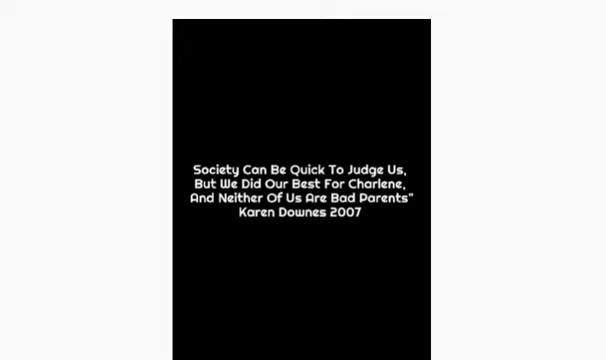 Society Can Be Quick To Judge Us,
But We Did Our Best For Charlene,
And Neither Of Us Are Bad Parents"
Karen Downes 2007